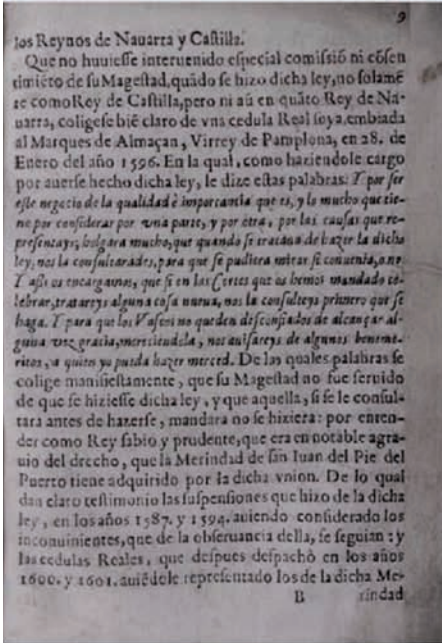 9
los Reynos de Nauarra y Castilla.
Que no huuiesse interuenido especial comissiõ ni cõsen
timiẽto de su Magestad, quãdo se hizo dicha ley, no solamẽ
te como Rey de Castilla, pero ni aũ en quãto Rey de Na-
uarra, coligese biẽ claro de vna cedula Real suya, embiada
al Marques de Almaçan, Virrey de Pamplona, en 28. de
Enero del año 1596. En la qual, como haziendole cargo
por auerse hecho dicha ley, le dize estas palabras: Y por ser
este negocio de la qualidad è importancia que es, y lo mucho que tie-
ne por considerar por vna parte, y por otra, por las causas que re-
presentays, holgara mucho, que quando se trataua de hazer la dicha
ley, nos la consultarades, para que se pudiera mirar si conuenia, o no.
Y assi os encargamos, que si en las Cortes que os hemos mandado ce-
lebrar, tratareys alguna cosa nueua, nos la consulteys primero que se
haga. Y para que los Vascos no queden desconfiados de alcançar al-
guna vez gracia, mereciendola, nos auisareys de algunos beneme-
ritos, a quien yo pueda hazer merced. De las quales palabras se
colige manifiestamente, que su Magestad no fue seruido
de que se hiziesse dicha ley, y que aquella, si se le consul-
tara antes de hazerse, mandara no se hiziera: por enten-
der como Rey sabio y prudente, que era en notable agra-
uio del drecho, que la Merindad de san Iuan del Pie del
Puerto tiene adquirido por la dicha vnion. De lo qual
dan claro testimonio las suspensiones que hizo de la dicha
ley, en los años 1587. y 1594. auiendo considerado los
inconuinientes, que de la obseruancia della, se seguian: y
las cedulas Reales, que despues despachò en los años
1600. y 1601. auiẽdole representado los de la dicha Me-
B rindad